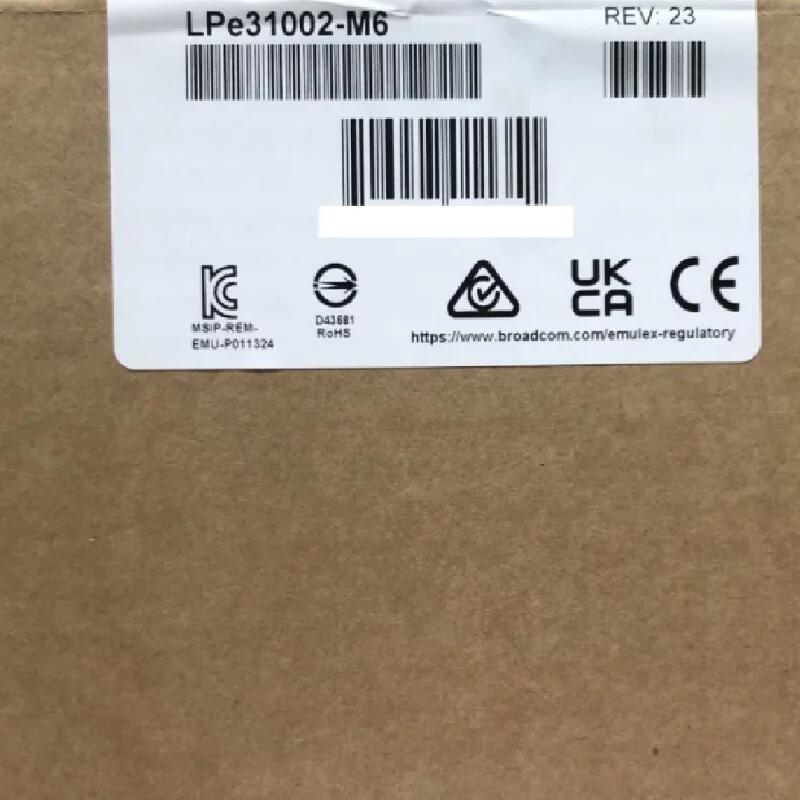 LPe31002-M6
REV: 23
MSIP-REM-
EMU-P011324
D43681
RoHS
UK
CA
CE
https://www.broadcom.com/emulex-regulatory